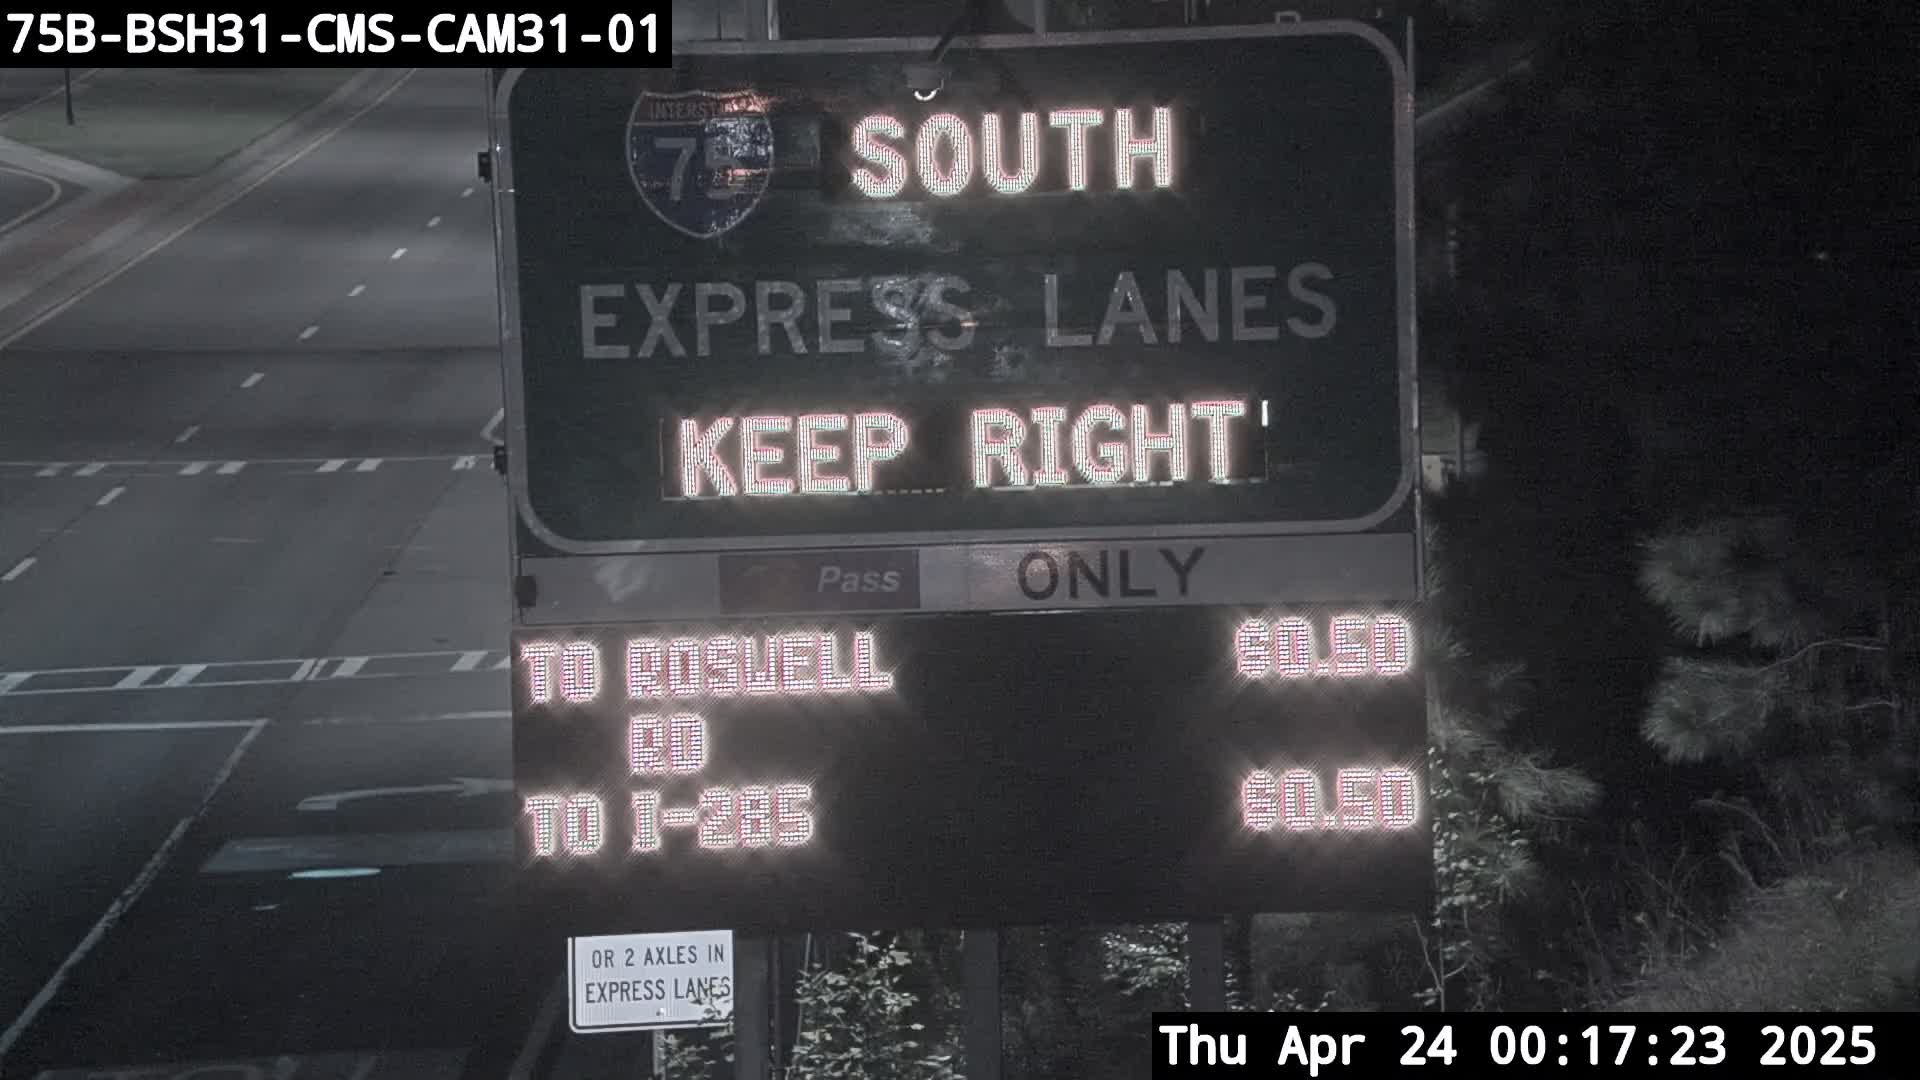 75B-BSH31-CMS-CAM31-01
INTERSTATE
75
SOUTH
EXPRESS LANES
KEEP RIGHT
Pass ONLY
TO ROSWELL $0.50
RD
TO I-285 $0.50
OR 2 AXLES IN
EXPRESS LANES
Thu Apr 24 00:17:23 2025